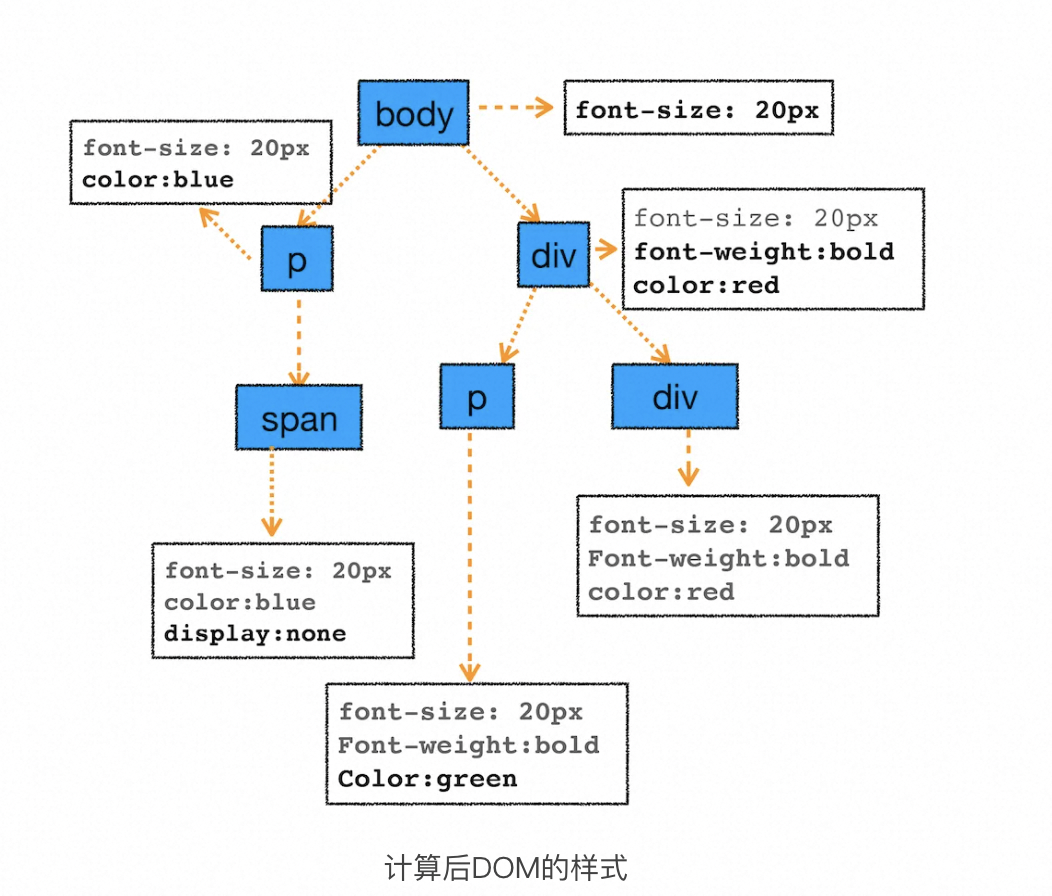 body
font-size: 20px
font-size: 20px
color:blue
font-size: 20px
font-weight:bold
color:red
p
div
p
div
span
font-size: 20px
Font-weight:bold
color:red
font-size: 20px
color:blue
display:none
font-size: 20px
Font-weight:bold
Color:green
计算后DOM的样式